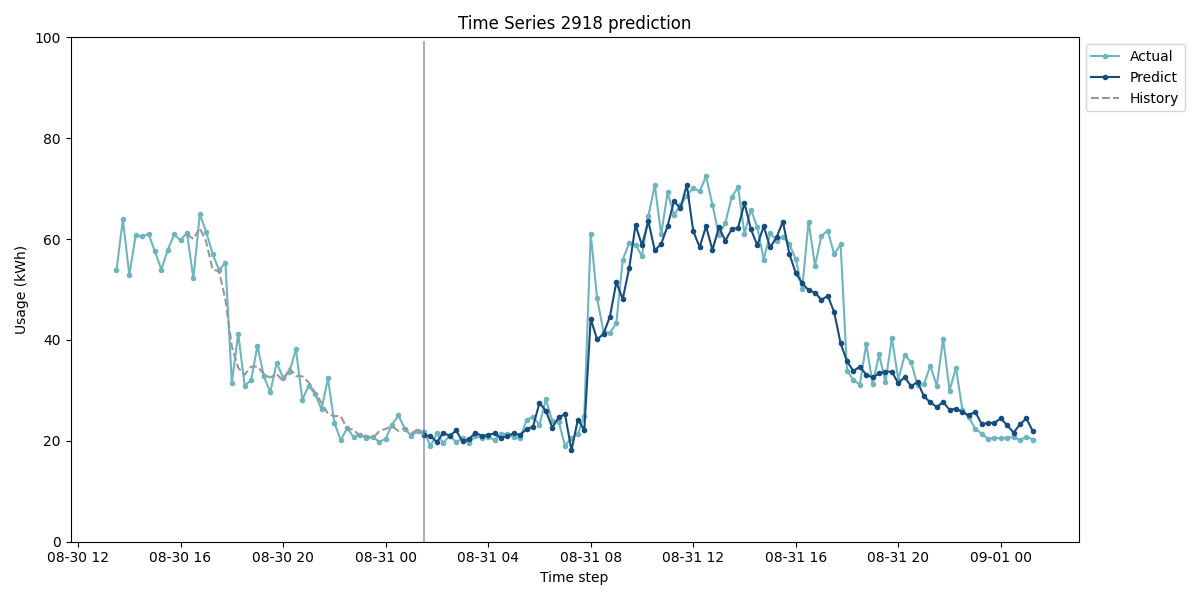 Time Series 2918 prediction
Usage (kWh)
100
80
60
40
20
0
08-30 12
08-30 16
08-30 20
08-31 00
08-31 04
08-31 08
08-31 12
08-31 16
08-31 20
09-01 00
Time step
Actual
Predict
History